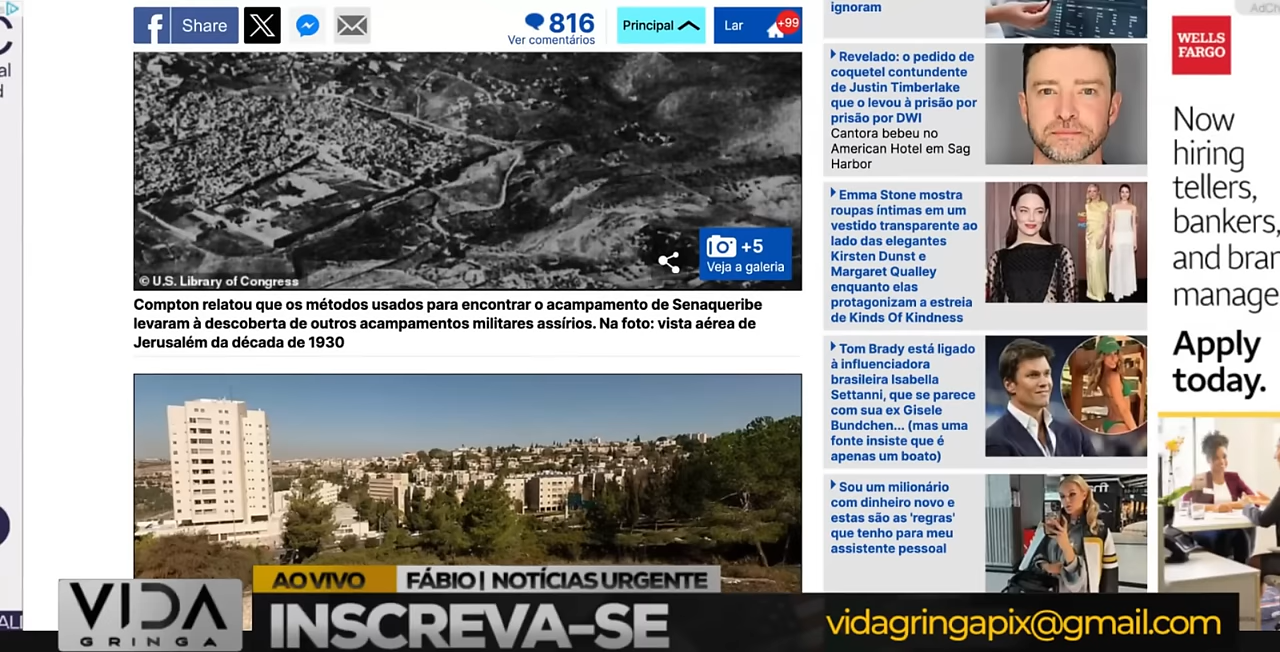 Share
816
Ver comentários
Principal
Lar
+99
+5
Veja a galeria
© U.S. Library of Congress
Compton relatou que os métodos usados para encontrar o acampamento de Senaqueribe
levaram à descoberta de outros acampamentos militares assírios. Na foto: vista aérea de
Jerusalém da década de 1930
ignoram
Revelado: o pedido de
coquetel contundente
de Justin Timberlake
que o levou à prisão por
prisão por DWI
Cantora bebeu no
American Hotel em Sag
Harbor
Emma Stone mostra
roupas íntimas em um
vestido transparente ao
lado das elegantes
Kirsten Dunst e
Margaret Qualley
enquanto elas
protagonizam a estreia
de Kinds Of Kindness
Tom Brady está ligado
à influenciadora
brasileira Isabella
Settanni, que se parece
com sua ex Gisele
Bundchen... (mas uma
fonte insiste que é
apenas um boato)
Sou um milionário
com dinheiro novo e
estas são as 'regras'
que tenho para meu
assistente pessoal
WELLS
FARGO
Now
hiring
tellers,
bankers,
and bran
manage
Apply
today.
VIDA
GRINGA
AO VIVO
FÁBIO | NOTÍCIAS URGENTE
INSCREVA-SE
vidagringapix@gmail.com